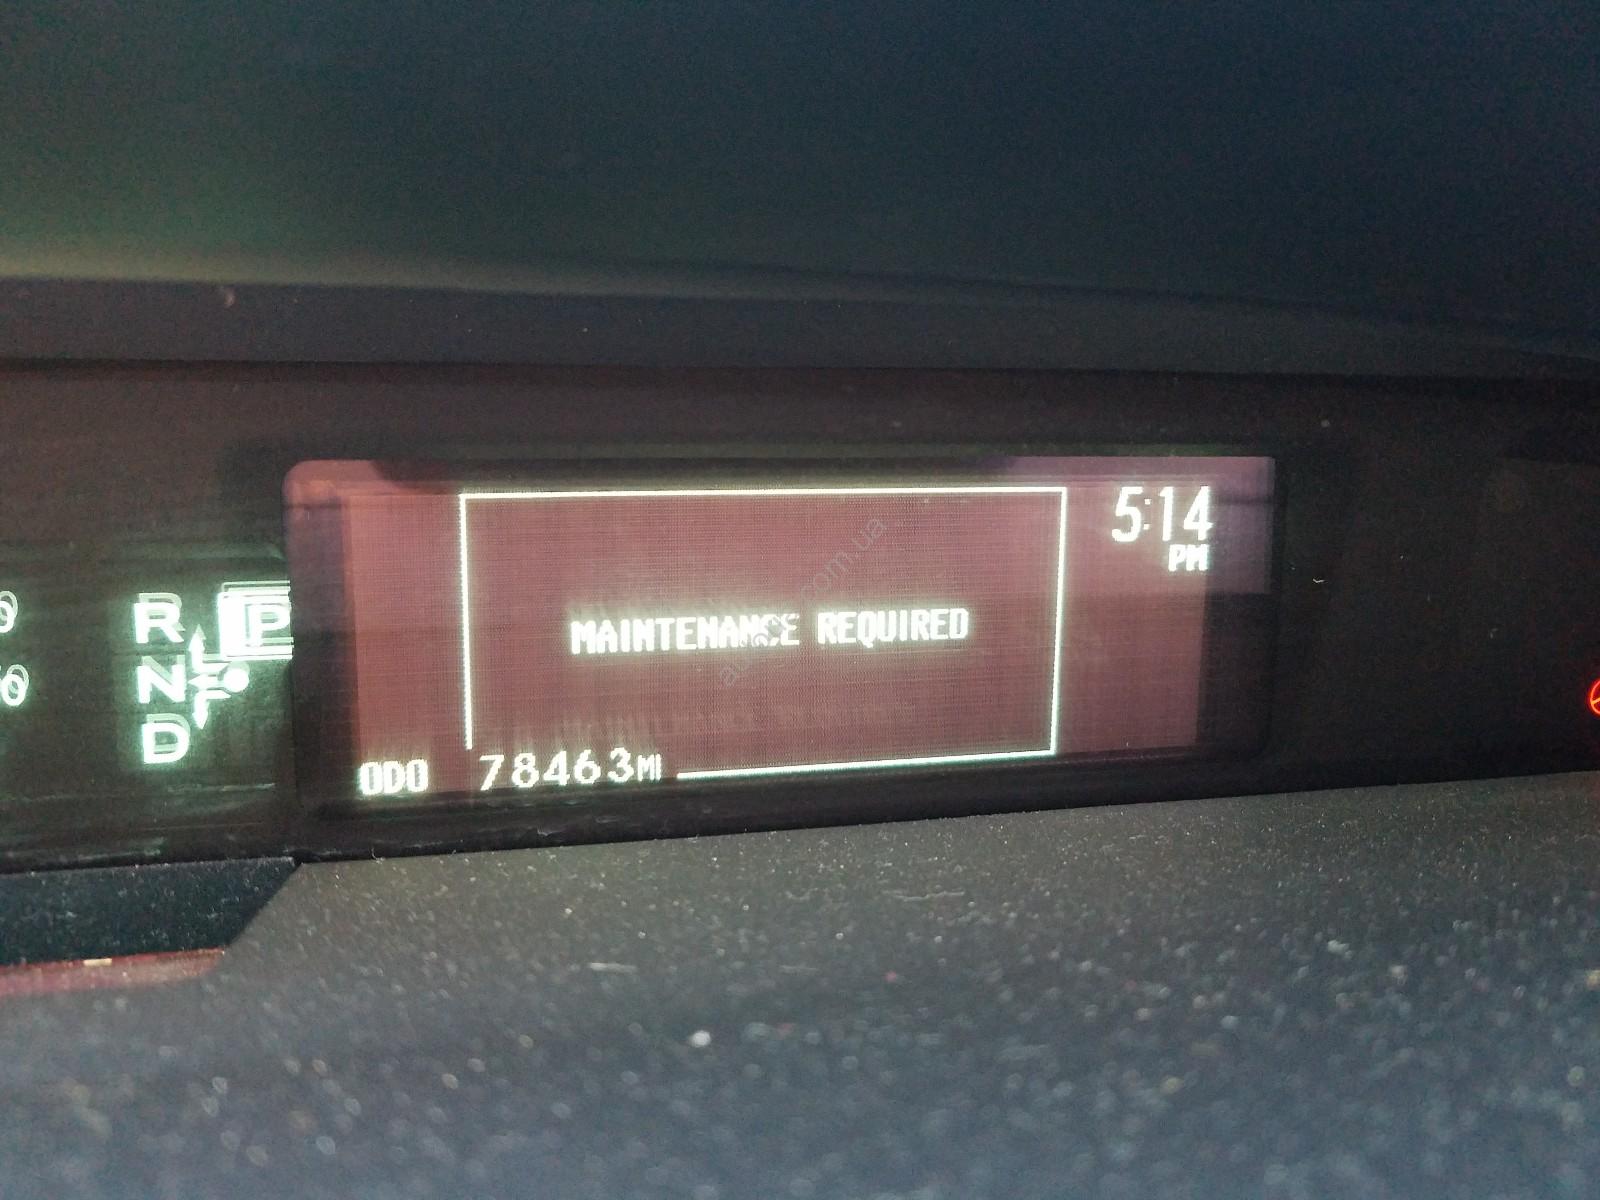 5:14
PM
R P
N
D
MAINTENANCE REQUIRED
ODO 78463MI